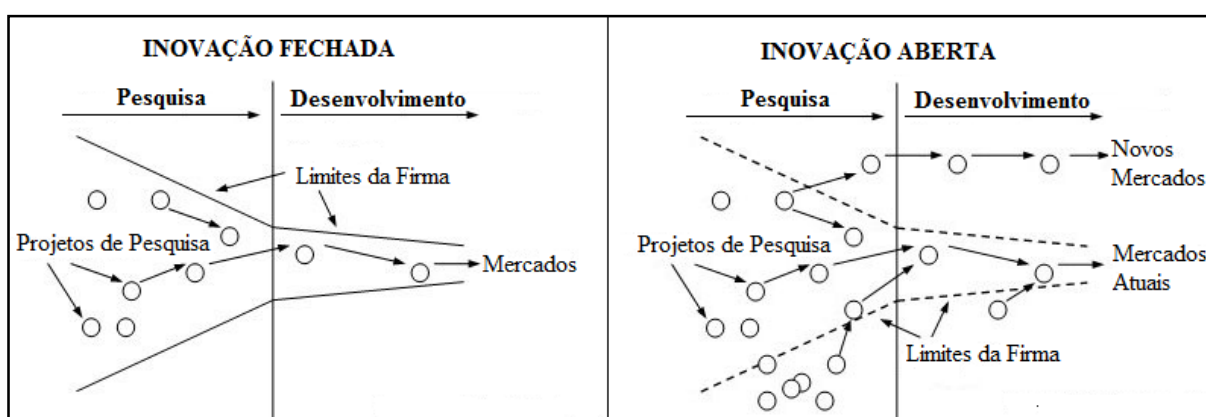 INOVAÇÃO FECHADA
Pesquisa
Desenvolvimento
Limites da Firma
Projetos de Pesquisa
Mercados
INOVAÇÃO ABERTA
Pesquisa
Desenvolvimento
Novos
Mercados
Projetos de Pesquisa
Mercados
Atuais
Limites da Firma